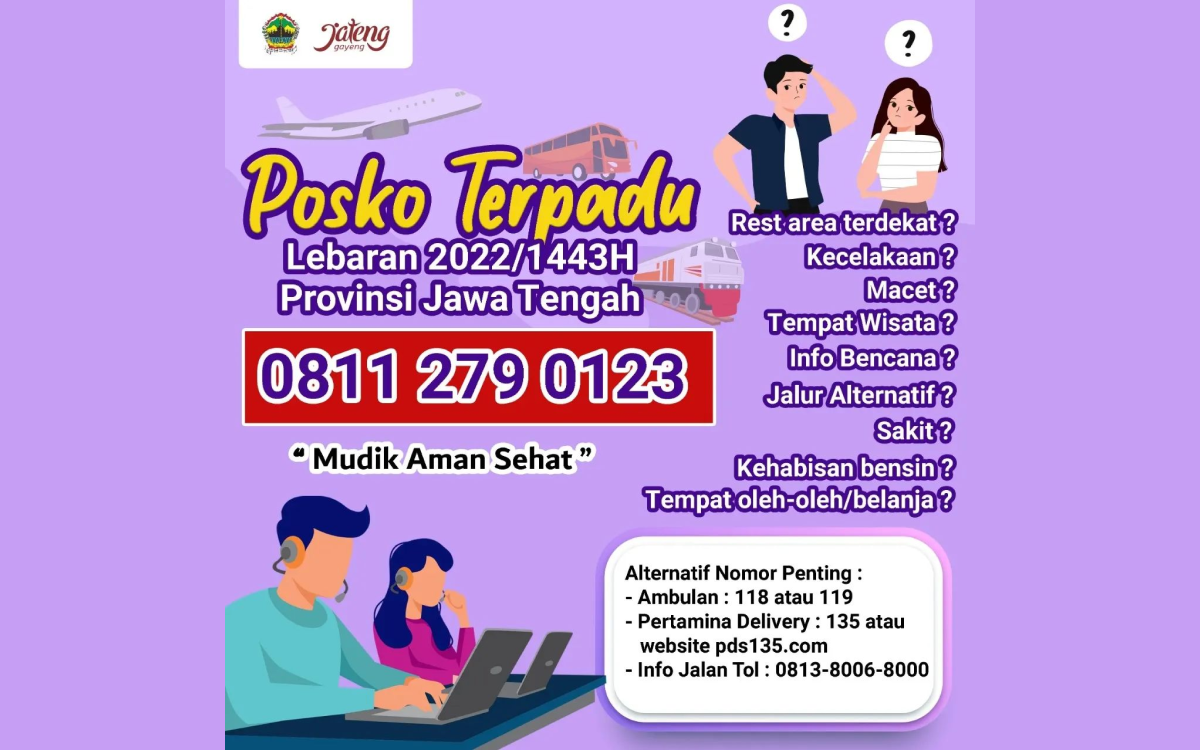 Jateng
gayeng
?
?
Posko Terpadu
Lebaran 2022/1443H
Provinsi Jawa Tengah
0811 279 0123
“ Mudik Aman Sehat ”
Rest area terdekat ?
Kecelakaan ?
Macet ?
Tempat Wisata ?
Info Bencana ?
Jalur Alternatif ?
Sakit ?
Kehabisan bensin ?
Tempat oleh-oleh/belanja ?
Alternatif Nomor Penting :
- Ambulan : 118 atau 119
- Pertamina Delivery : 135 atau
website pds135.com
- Info Jalan Tol : 0813-8006-8000